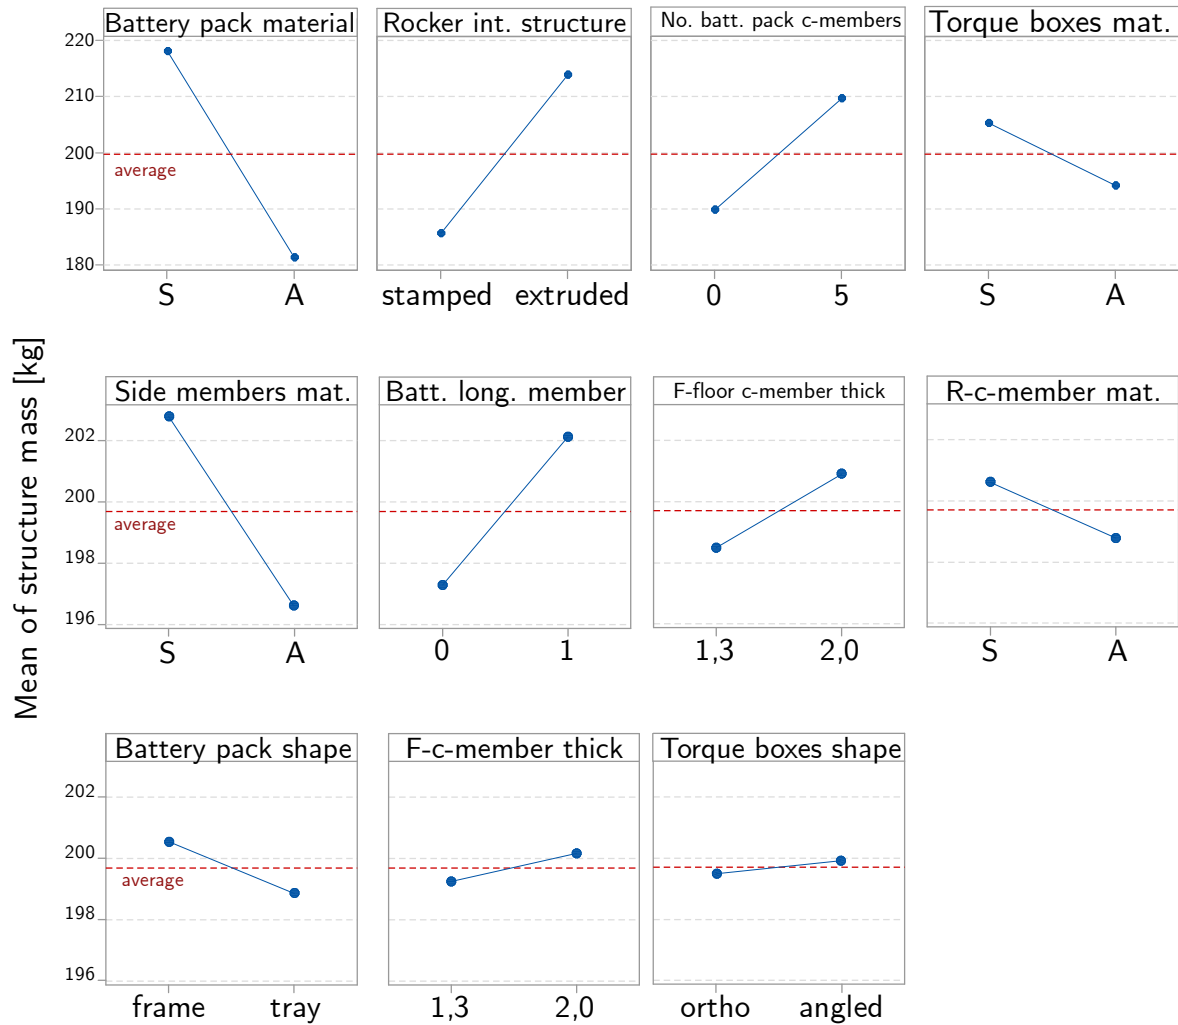 Battery pack material Rocker int. structure No. batt. pack c-members Torque boxes mat.
220
210
200
average
190
180
S A stamped extruded 0 5 S A
Mean of structure mass [kg]
Side members mat. Batt. long. member F-floor c-member thick R-c-member mat.
202
200
average
198
196
S A 0 1 1,3 2,0 S A
Battery pack shape F-c-member thick Torque boxes shape
202
200
average
198
196
frame tray 1,3 2,0 ortho angled